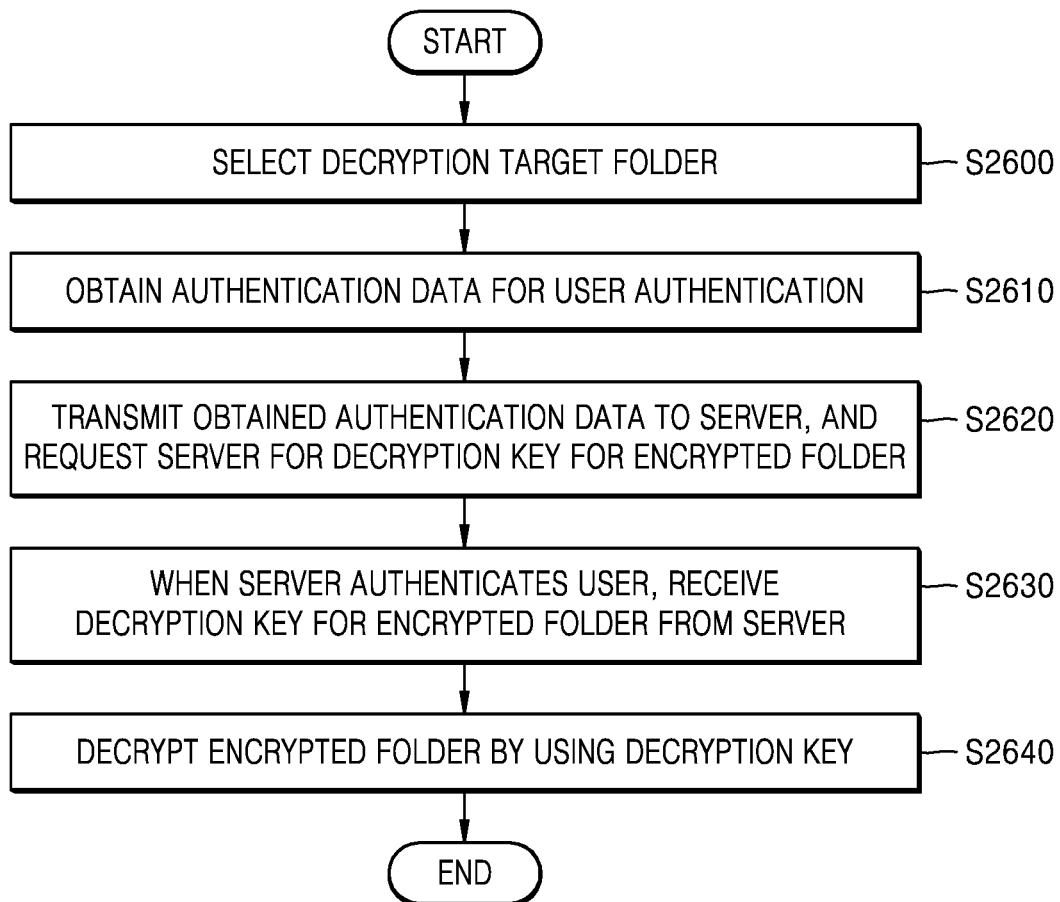 START
SELECT DECRYPTION TARGET FOLDER
S2600
OBTAIN AUTHENTICATION DATA FOR USER AUTHENTICATION
S2610
TRANSMIT OBTAINED AUTHENTICATION DATA TO SERVER, AND
REQUEST SERVER FOR DECRYPTION KEY FOR ENCRYPTED FOLDER
S2620
WHEN SERVER AUTHENTICATES USER, RECEIVE
DECRYPTION KEY FOR ENCRYPTED FOLDER FROM SERVER
S2630
DECRYPT ENCRYPTED FOLDER BY USING DECRYPTION KEY
S2640
END